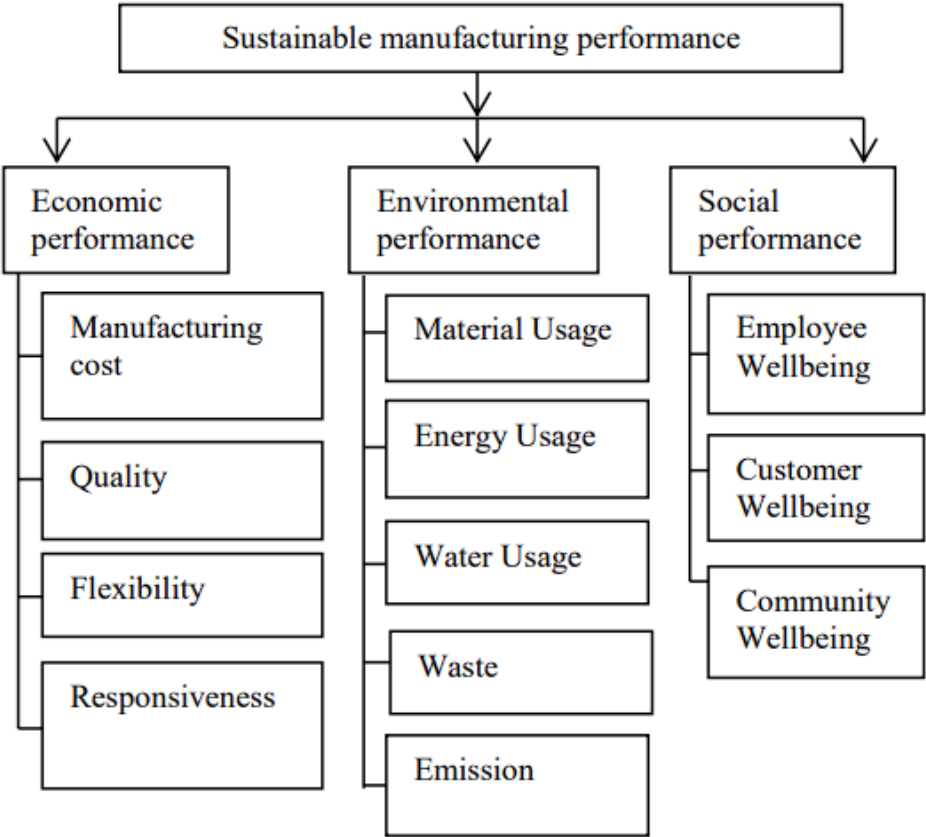 Sustainable manufacturing performance
Economic
performance
Manufacturing
cost
Quality
Flexibility
Responsiveness
Environmental
performance
Material Usage
Energy Usage
Water Usage
Waste
Emission
Social
performance
Employee
Wellbeing
Customer
Wellbeing
Community
Wellbeing